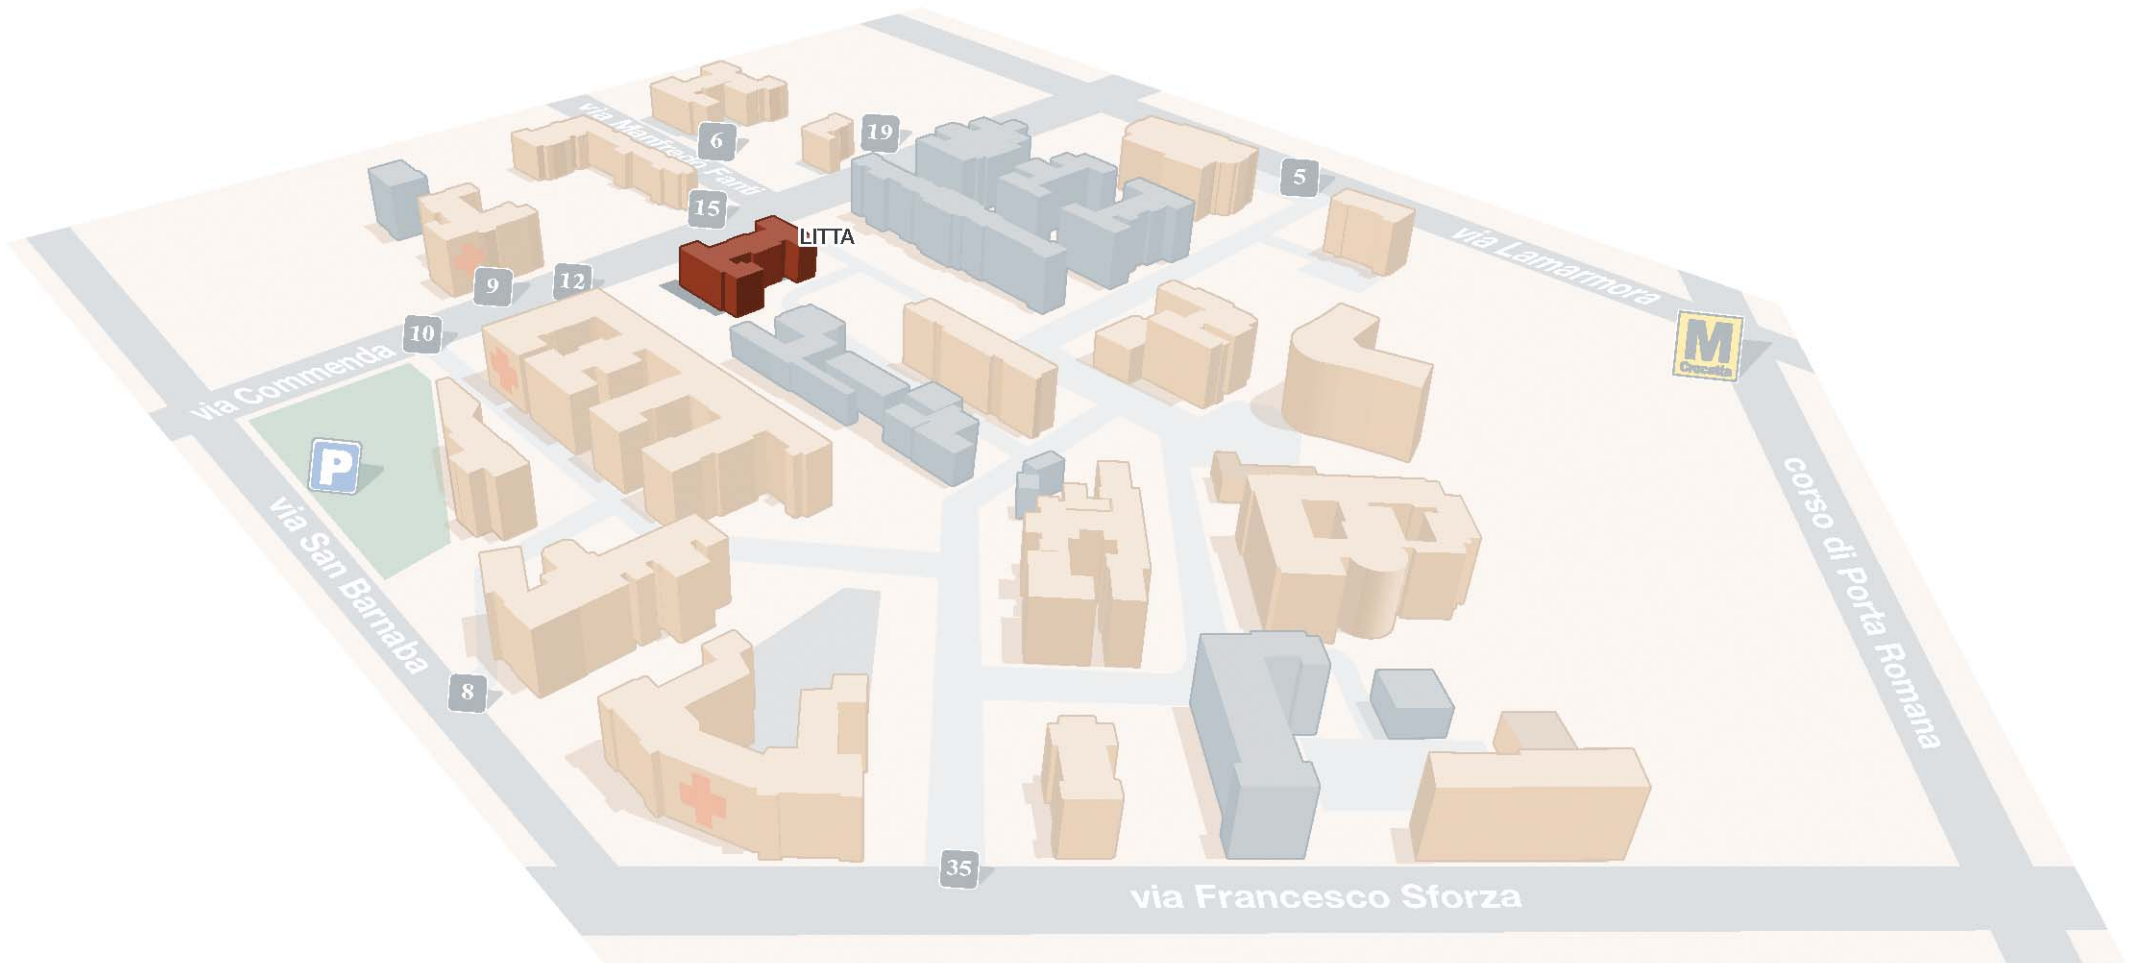 via Manfredo Fanti
6
19
5
15
LITTA
via Lamarmora
9
12
10
M
Crocetta
via Commenda
P
via San Barnaba
corso di Porta Romana
8
35
via Francesco Sforza